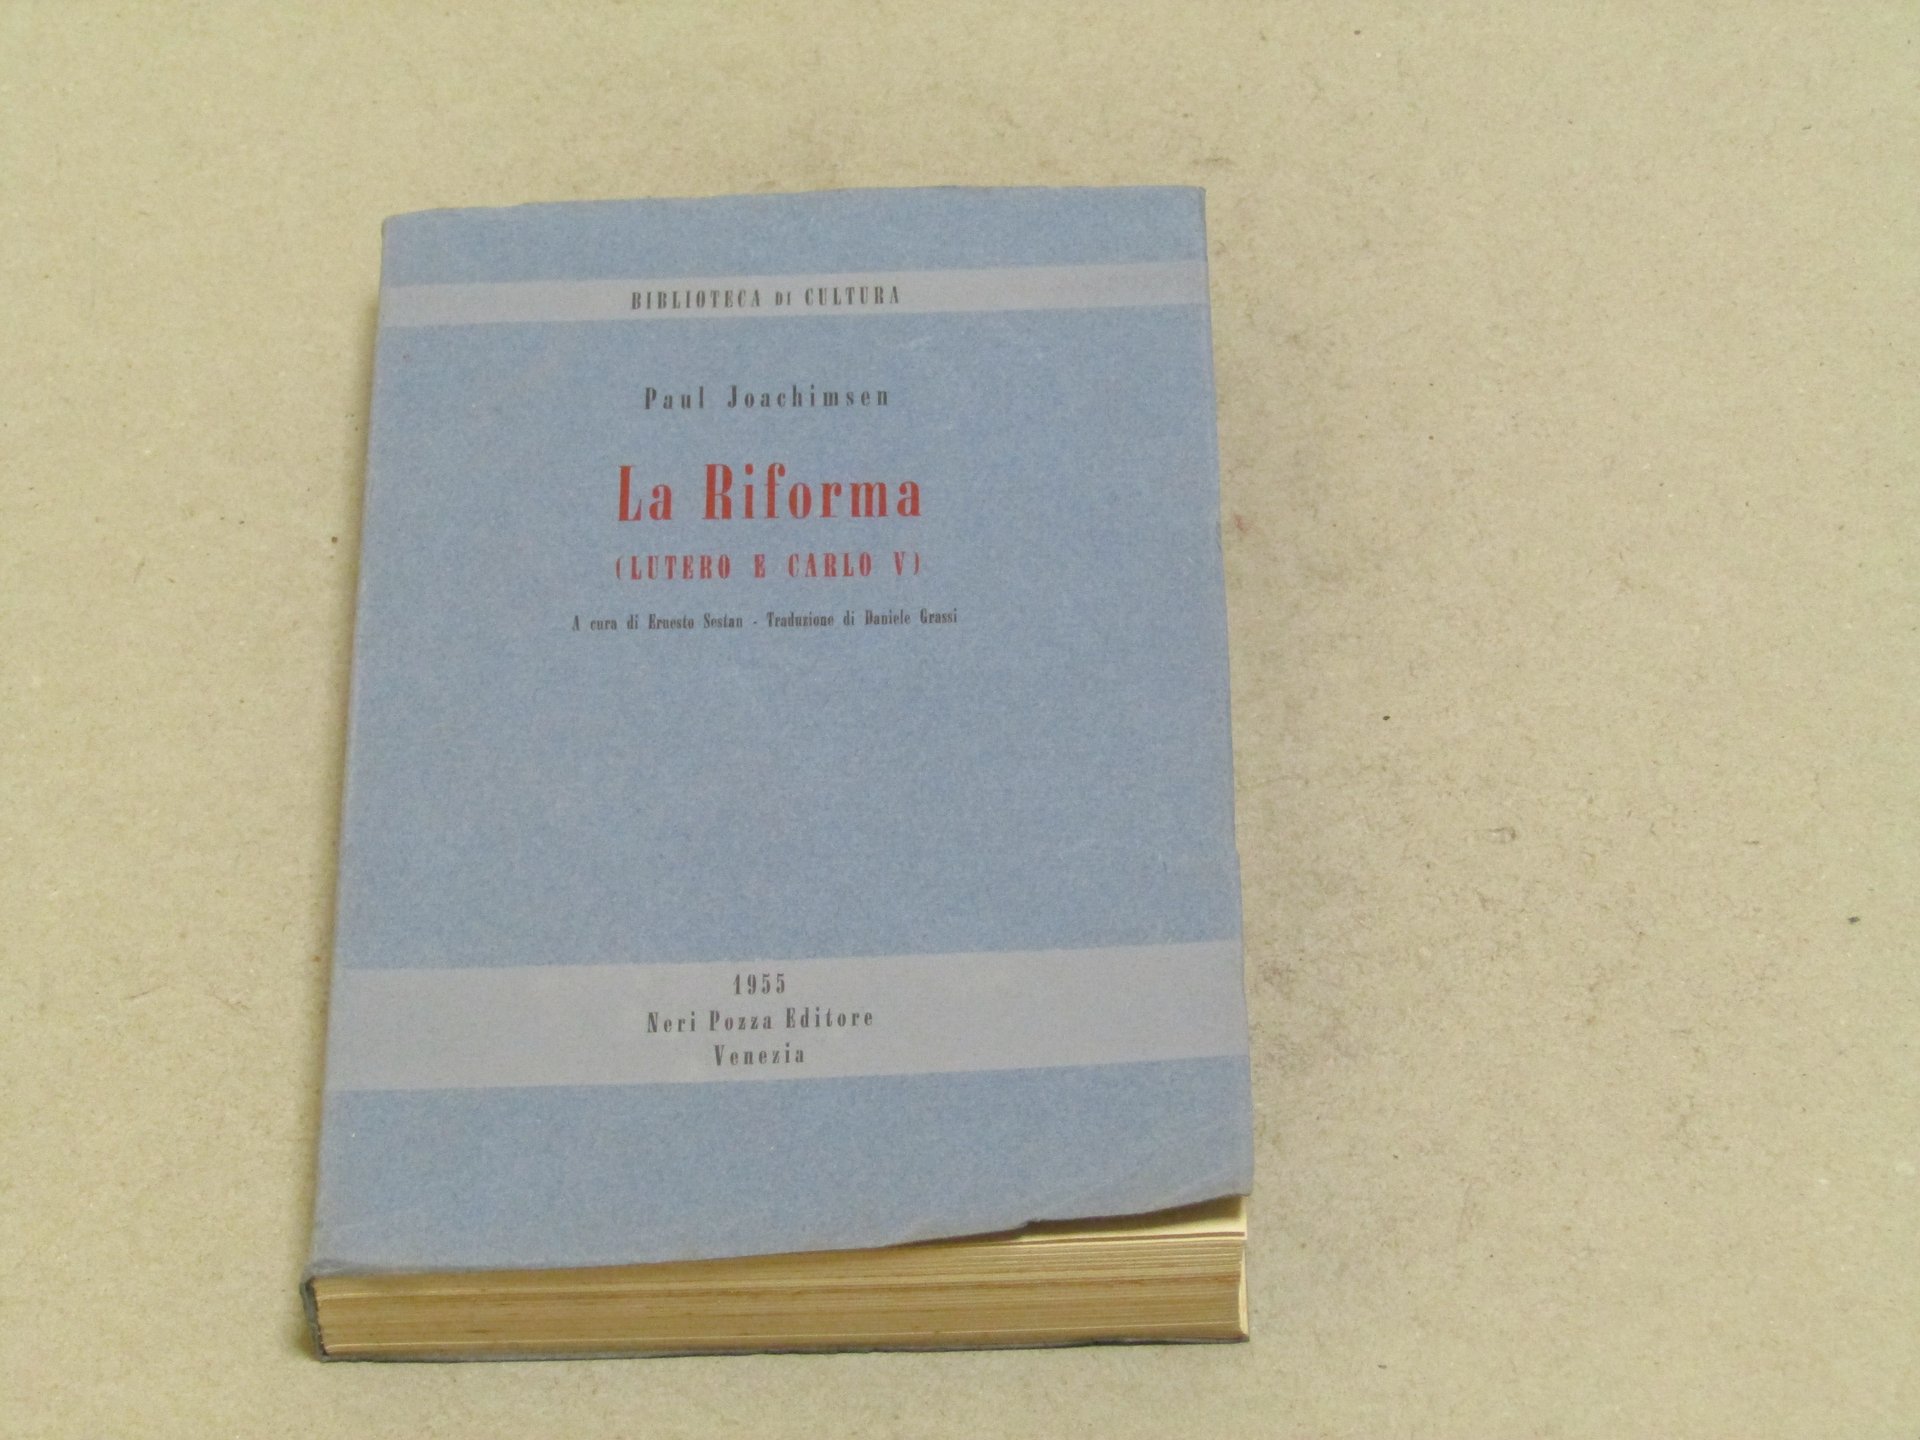 BIBLIOTECA DI CULTURA
Paul Joachimsen
La Riforma
(LUTERO E CARLO V)
A cura di Ernesto Sestan - Traduzione di Daniele Grassi
1955
Neri Pozza Editore
Venezia